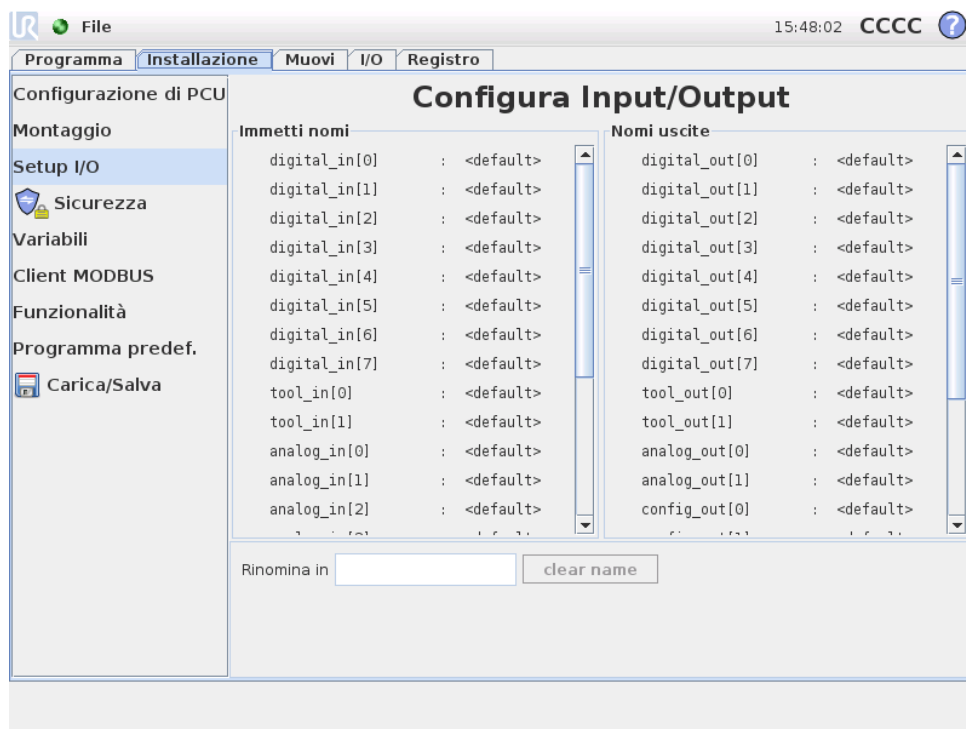 UR File 15:48:02 CCCC ?
Programma Installazione Muovi I/O Registro
Configurazione di PCU
Montaggio
Setup I/O
Sicurezza
Variabili
Client MODBUS
Funzionalità
Programma predef.
Carica/Salva
Configura Input/Output
Immetti nomi
digital_in[0] : <default>
digital_in[1] : <default>
digital_in[2] : <default>
digital_in[3] : <default>
digital_in[4] : <default>
digital_in[5] : <default>
digital_in[6] : <default>
digital_in[7] : <default>
tool_in[0] : <default>
tool_in[1] : <default>
analog_in[0] : <default>
analog_in[1] : <default>
analog_in[2] : <default>
Nomi uscite
digital_out[0] : <default>
digital_out[1] : <default>
digital_out[2] : <default>
digital_out[3] : <default>
digital_out[4] : <default>
digital_out[5] : <default>
digital_out[6] : <default>
digital_out[7] : <default>
tool_out[0] : <default>
tool_out[1] : <default>
analog_out[0] : <default>
analog_out[1] : <default>
config_out[0] : <default>
Rinomina in clear name